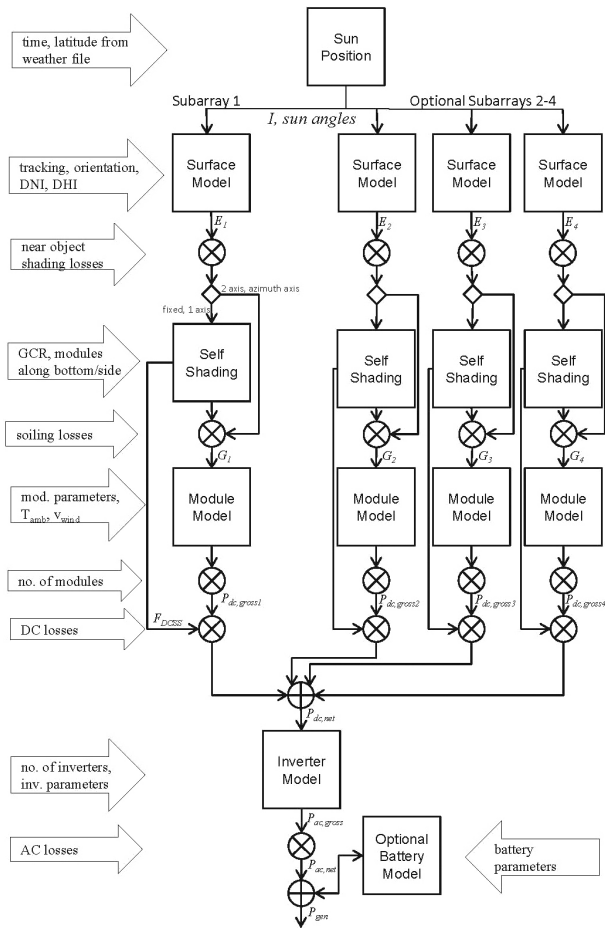 time, latitude from
weather file
Sun
Position
Subarray 1
I, sun angles
Optional Subarrays 2-4
tracking, orientation,
DNI, DHI
Surface
Model
Surface
Model
Surface
Model
Surface
Model
E1
E2
E3
E4
near object
shading losses
2 axis, azimuth axis
fixed, 1 axis
GCR, modules
along bottom/side
Self
Shading
Self
Shading
Self
Shading
Self
Shading
soiling losses
G1
G2
G3
G4
mod. parameters,
Tamb, vwind
Module
Model
Module
Model
Module
Model
Module
Model
no. of modules
Pdc,gross1
Pdc,gross2
Pdc,gross3
Pdc,gross4
DC losses
FDCSS
Pdc,net
no. of inverters,
inv. parameters
Inverter
Model
Pac,gross
AC losses
Optional
Battery
Model
battery
parameters
Pac,net
Pgen